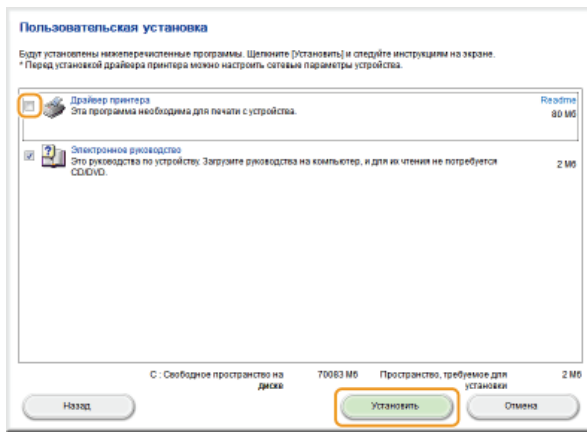 Пользовательская установка
Будут установлены нижеперечисленные программы. Щелкните [Установить] и следуйте инструкциям на экране.
* Перед установкой драйвера принтера можно настроить сетевые параметры устройства.
Драйвер принтера
Readme
Эта программа необходима для печати с устройства.
80 Мб
Электронное руководство
Это руководства по устройству. Загрузите руководства на компьютер, и для их чтения не потребуется
CD/DVD.
2 Мб
C : Свободное пространство на
диске
70083 Мб
Пространство, требуемое для
установки
2 Мб
Назад
Установить
Отмена